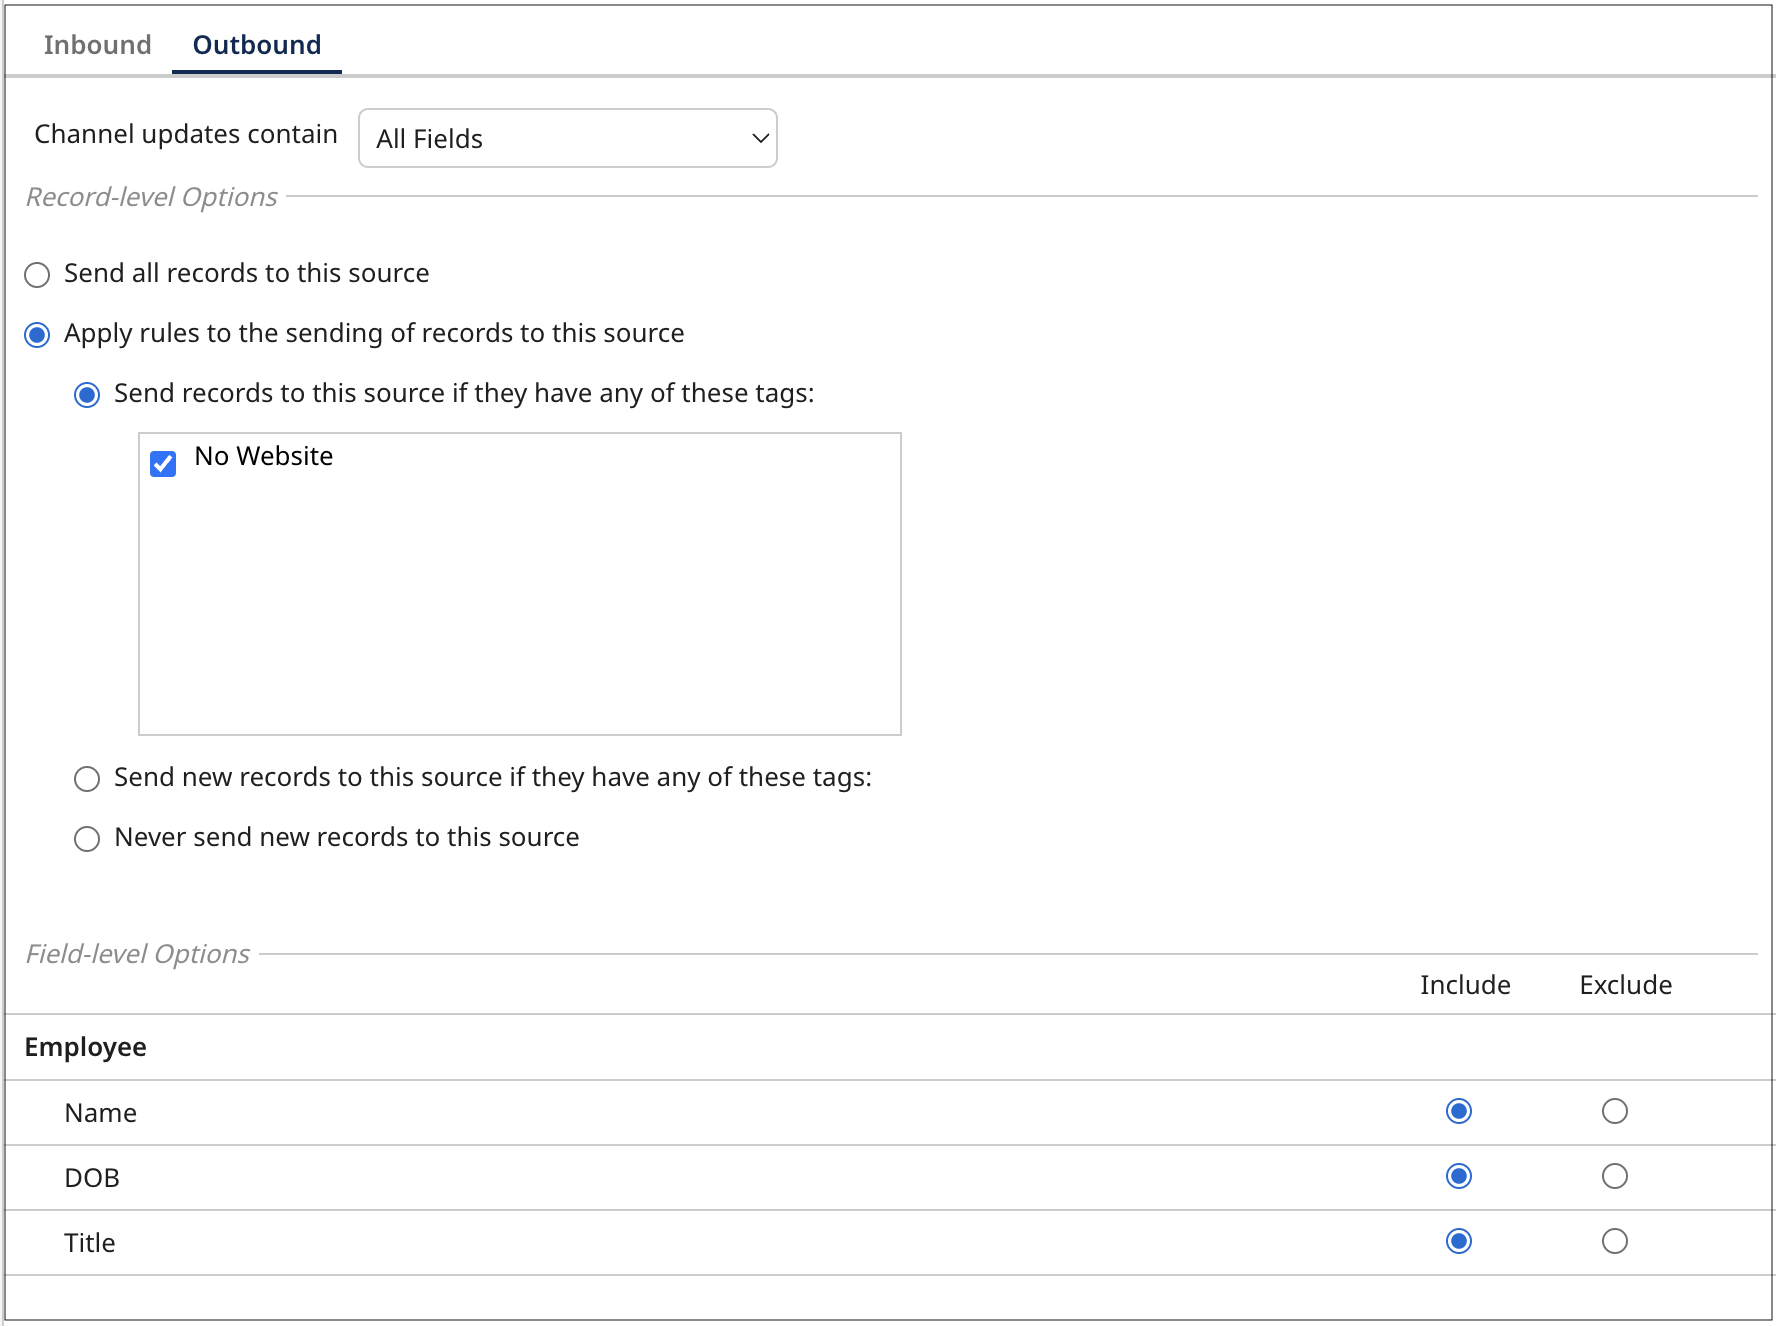 Inbound Outbound
Channel updates contain All Fields
Record-level Options
Send all records to this source
Apply rules to the sending of records to this source
Send records to this source if they have any of these tags:
No Website
Send new records to this source if they have any of these tags:
Never send new records to this source
Field-level Options
Include Exclude
Employee
Name
DOB
Title